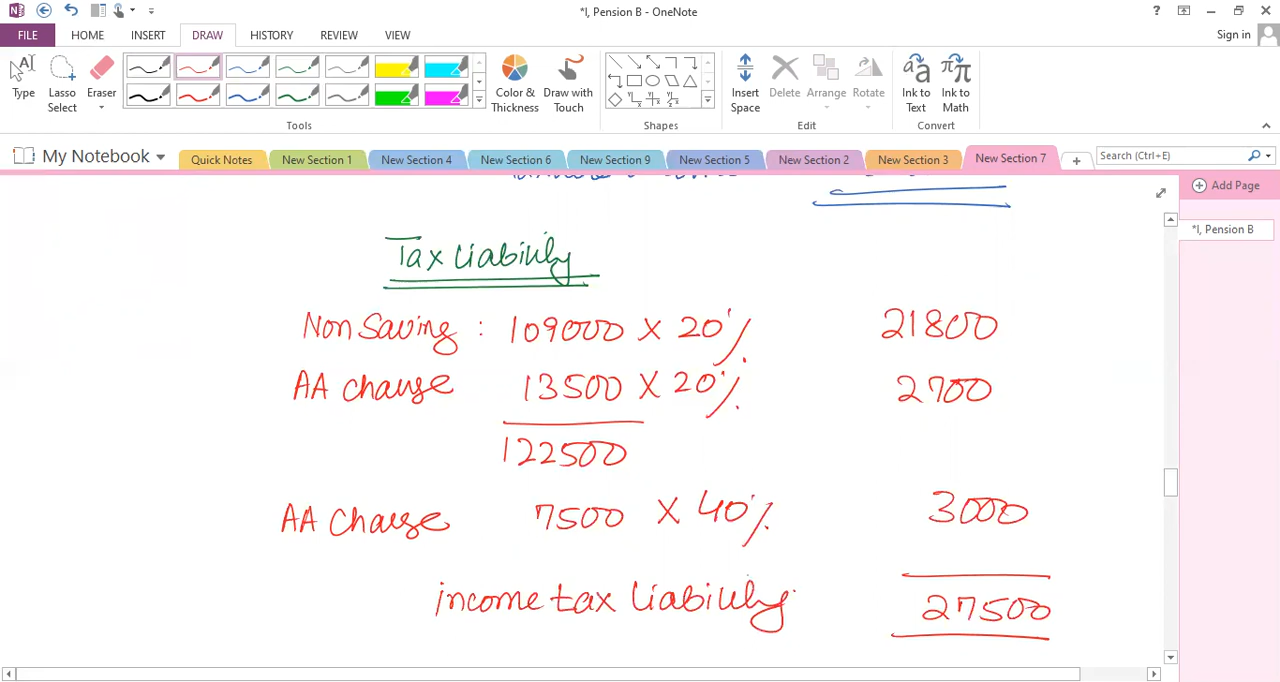 *I, Pension B - OneNote
?
Sign in
FILE HOME INSERT DRAW HISTORY REVIEW VIEW
Type
Lasso Select
Eraser
Color & Thickness
Draw with Touch
Insert Space
Delete
Arrange
Rotate
Ink to Text
Ink to Math
Tools Shapes Edit Convert
My Notebook
Quick Notes New Section 1 New Section 4 New Section 6 New Section 9 New Section 5 New Section 2 New Section 3 New Section 7
Search (Ctrl+E)
Add Page
*I, Pension B
Tax Liability
Non Saving : 109000 X 20% 21800
AA charge 13500 X 20% 2700
122500
AA Charge 7500 X 40% 3000
income tax liability 27500